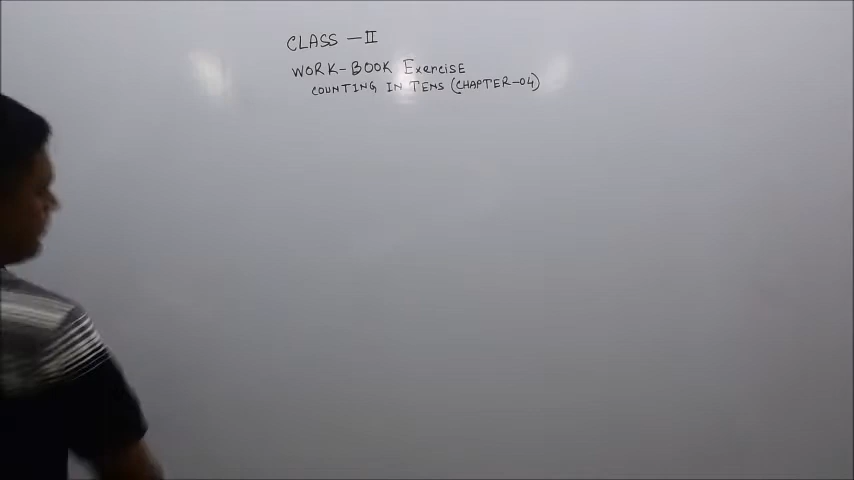 CLASS - II
WORK-BOOK Exercise
COUNTING IN TENS (CHAPTER-04)